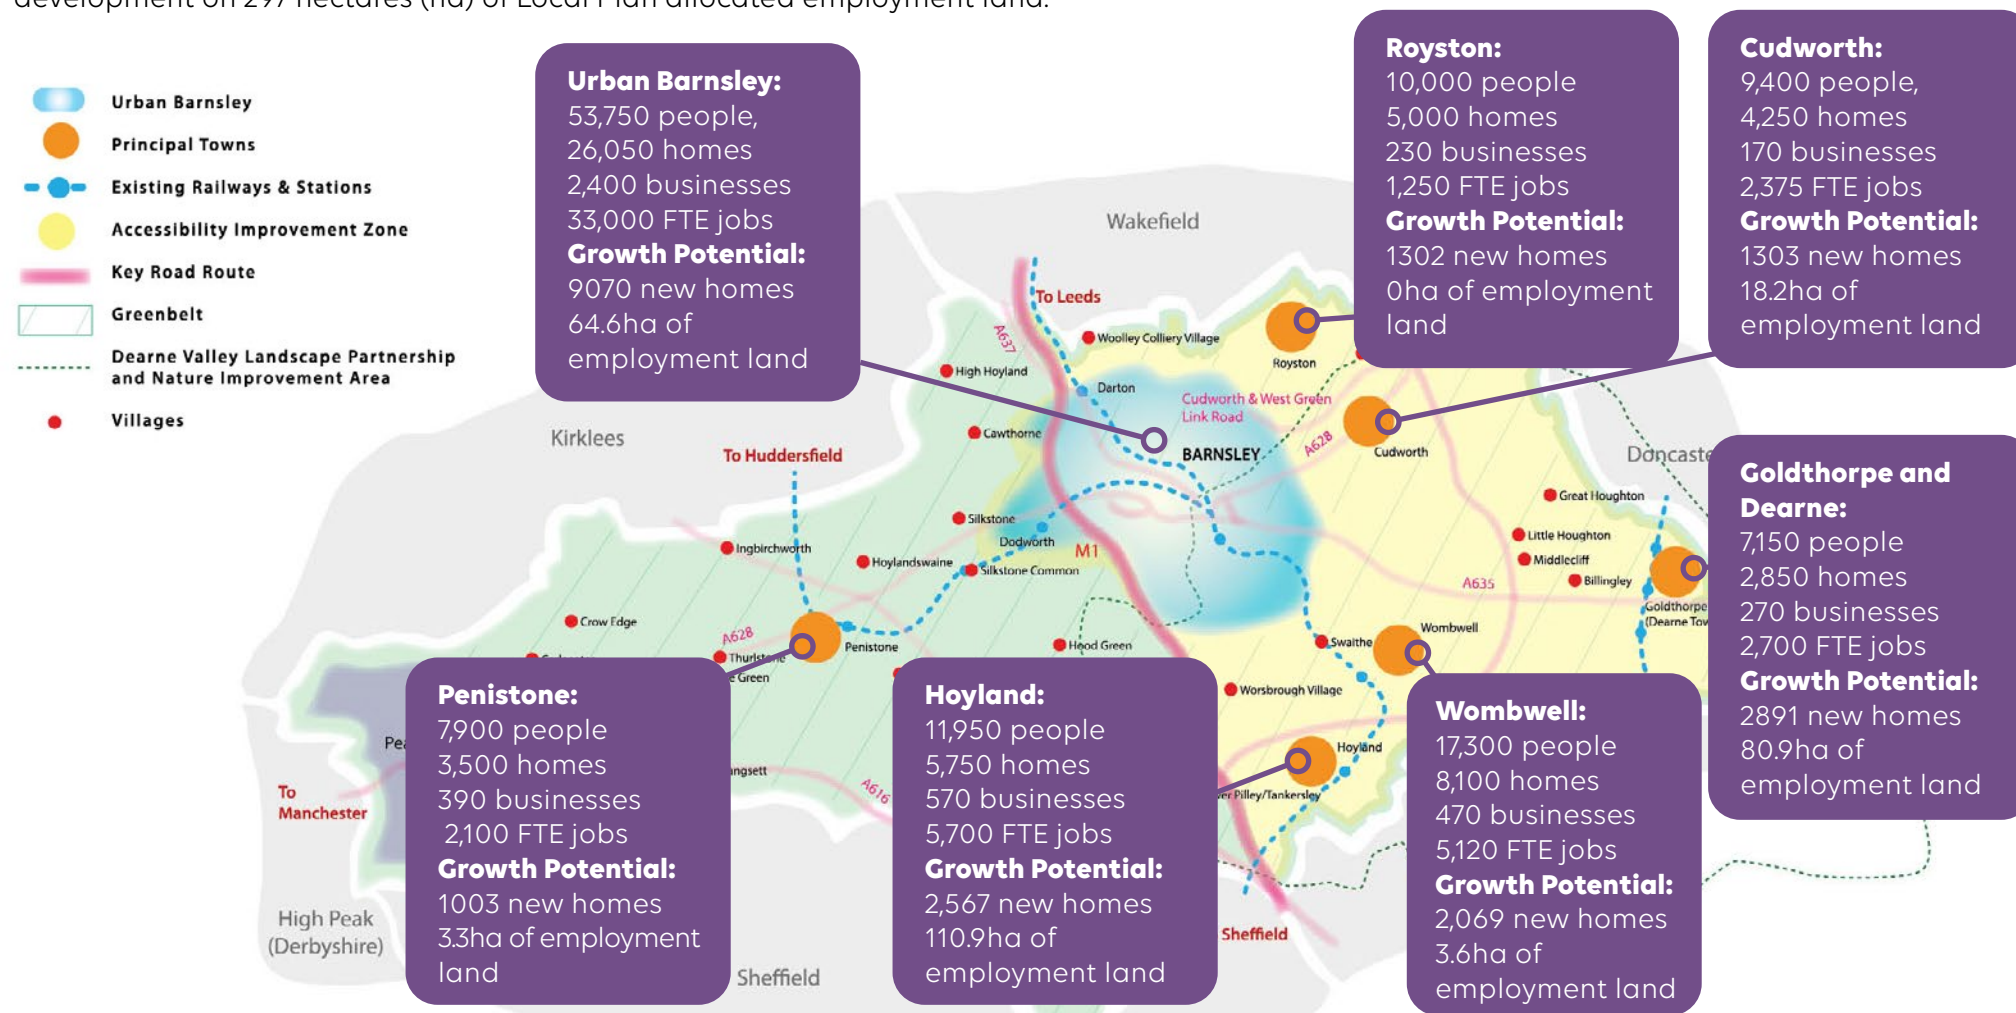 development on 297 hectares (ha) of Local Plan allocated employment land.
Urban Barnsley
Principal Towns
Existing Railways & Stations
Accessibility Improvement Zone
Key Road Route
Greenbelt
Dearne Valley Landscape Partnership
and Nature Improvement Area
Villages
Urban Barnsley:
53,750 people,
26,050 homes
2,400 businesses
33,000 FTE jobs
Growth Potential:
9070 new homes
64.6ha of
employment land
Royston:
10,000 people
5,000 homes
230 businesses
1,250 FTE jobs
Growth Potential:
1302 new homes
0ha of employment
land
Cudworth:
9,400 people,
4,250 homes
170 businesses
2,375 FTE jobs
Growth Potential:
1303 new homes
18.2ha of
employment land
Wakefield
To Leeds
A637
Woolley Colliery Village
Royston
High Hoyland
Darton
Cudworth & West Green
Link Road
Kirklees
Cawthorne
To Huddersfield
BARNSLEY
A628
Cudworth
Great Houghton
Silkstone
Dodworth
M1
Little Houghton
Ingbirchworth
Hoylandswaine
Silkstone Common
Middlecliff
Billingley
A635
Goldthorpe
(Dearne
Crow Edge
A628
Penistone
Hood Green
Swaithe
Wombwell
Green
Worsbrough Village
Hoyland
Pilley/Tankersley
A616
To
Manchester
High Peak
(Derbyshire)
Sheffield
Sheffield
Goldthorpe and
Dearne:
7,150 people
2,850 homes
270 businesses
2,700 FTE jobs
Growth Potential:
2891 new homes
80.9ha of
employment land
Penistone:
7,900 people
3,500 homes
390 businesses
2,100 FTE jobs
Growth Potential:
1003 new homes
3.3ha of employment
land
Hoyland:
11,950 people
5,750 homes
570 businesses
5,700 FTE jobs
Growth Potential:
2,567 new homes
110.9ha of
employment land
Wombwell:
17,300 people
8,100 homes
470 businesses
5,120 FTE jobs
Growth Potential:
2,069 new homes
3.6ha of
employment land